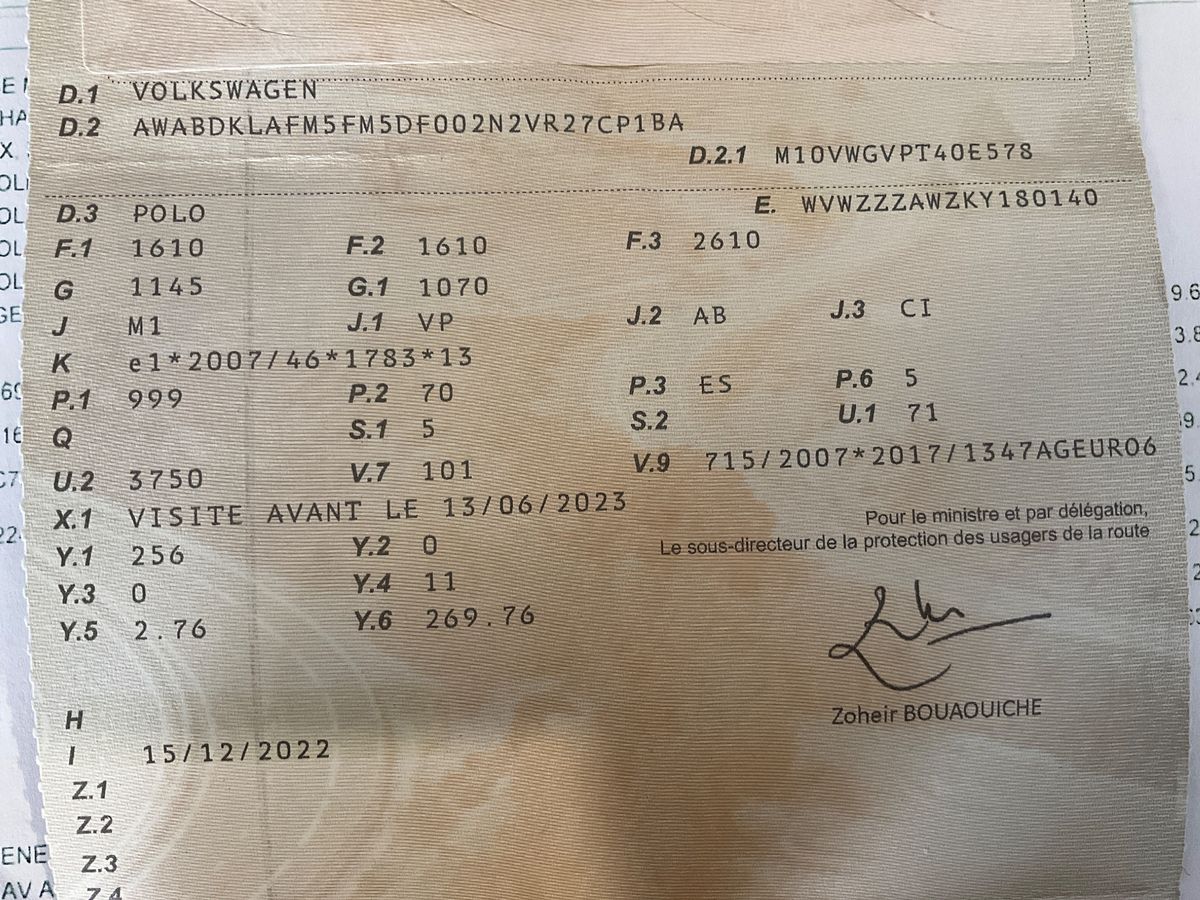 D.1 VOLKSWAGEN
D.2 AWABDKLAFM5FM5DF002N2VR27CP1BA
D.2.1 M10VWGVPT40E578
D.3 POLO
E. WVWZZZAWZKY180140
F.1 1610 F.2 1610 F.3 2610
G 1145 G.1 1070
J M1 J.1 VP J.2 AB J.3 CI
K e1*2007/46*1783*13
P.1 999 P.2 70 P.3 ES P.6 5
Q S.1 5 S.2 U.1 71
U.2 3750 V.7 101 V.9 715/2007*2017/1347AGEURO6
X.1 VISITE AVANT LE 13/06/2023
Pour le ministre et par délégation,
Le sous-directeur de la protection des usagers de la route
Y.1 256 Y.2 0
Y.3 0 Y.4 11
Y.5 2.76 Y.6 269.76
Zoheir BOUAOUICHE
H
I 15/12/2022
Z.1
Z.2
Z.3
Z.4
ENE
AV A